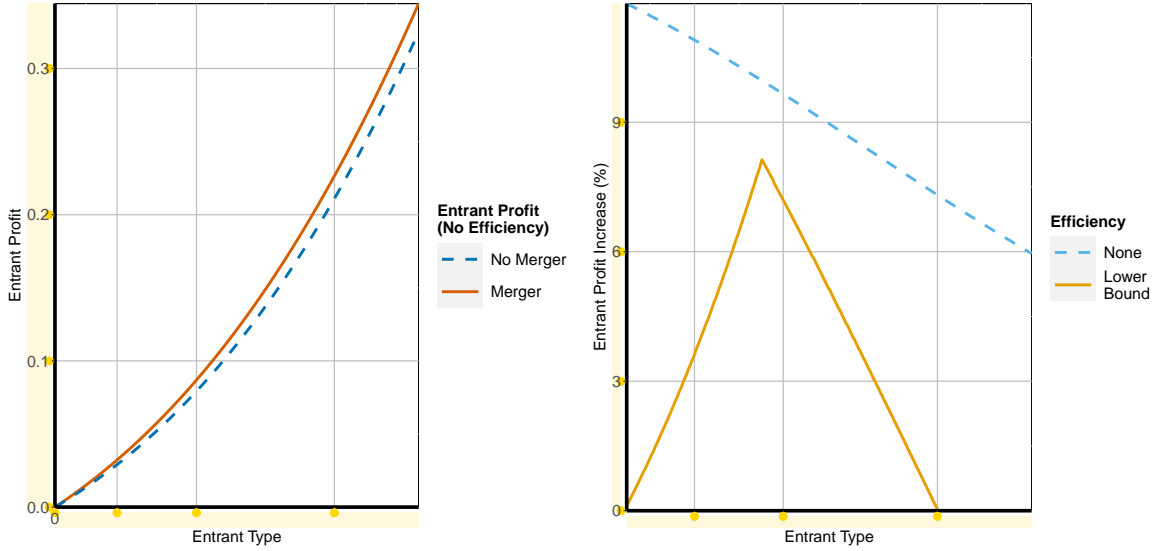 0.3
0.2
0.1
0.0
0
Entrant Profit
Entrant Type
Entrant Profit
(No Efficiency)
No Merger
Merger
9
6
3
0
Entrant Profit Increase (%)
Entrant Type
Efficiency
None
Lower
Bound